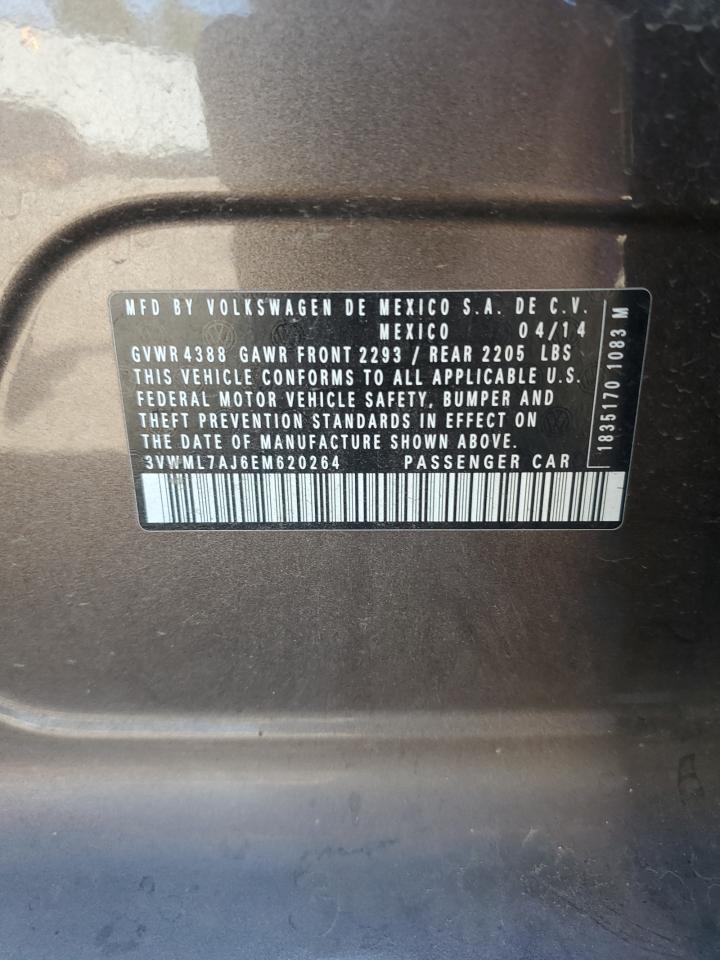 MFD BY VOLKSWAGEN DE MEXICO S.A. DE C.V.
MEXICO 04/14
GVWR 4388 GAWR FRONT 2293 / REAR 2205 LBS
THIS VEHICLE CONFORMS TO ALL APPLICABLE U.S.
FEDERAL MOTOR VEHICLE SAFETY, BUMPER AND
THEFT PREVENTION STANDARDS IN EFFECT ON
THE DATE OF MANUFACTURE SHOWN ABOVE.
3VWML7AJ6EM620264 PASSENGER CAR
1835170 1083 M